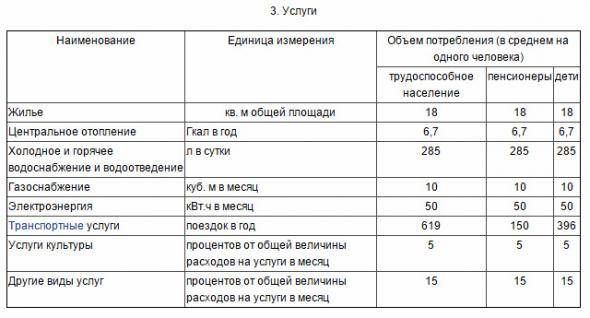 3. Услуги
Наименование Единица измерения Объем потребления (в среднем на
одного человека)
трудоспособное пенсионеры дети
население
Жилье кв. м общей площади 18 18 18
Центральное отопление Гкал в год 6,7 6,7 6,7
Холодное и горячее л в сутки 285 285 285
водоснабжение и водоотведение
Газоснабжение куб. м в месяц 10 10 10
Электроэнергия кВт.ч в месяц 50 50 50
Транспортные услуги поездок в год 619 150 396
Услуги культуры процентов от общей величины 5 5 5
расходов на услуги в месяц
Другие виды услуг процентов от общей величины 15 15 15
расходов на услуги в месяц